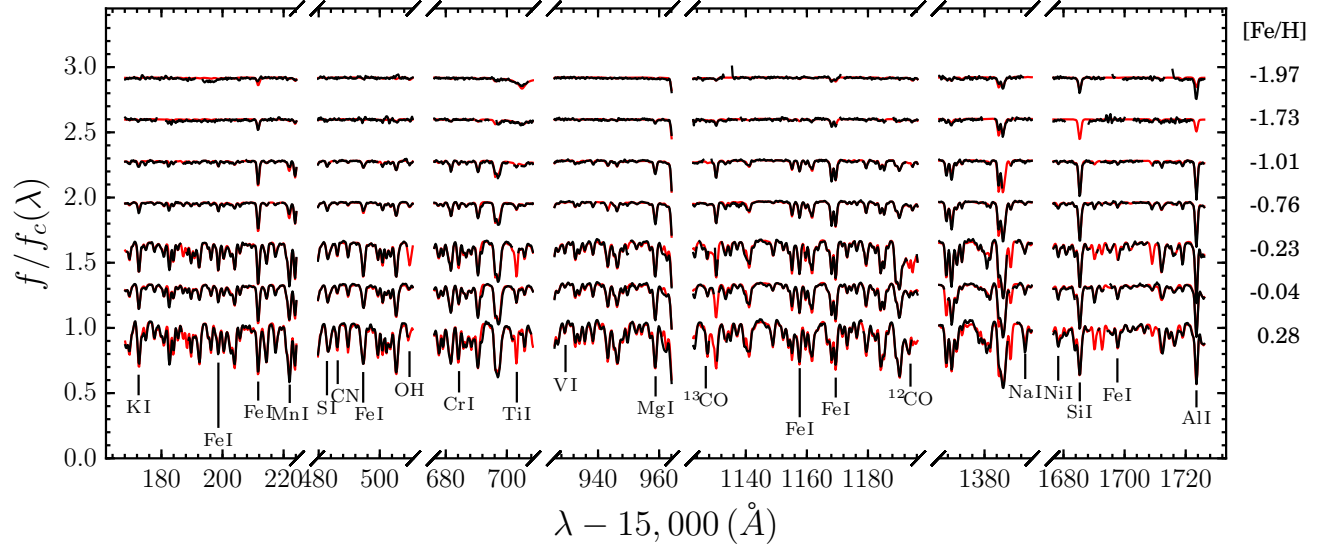 [Fe/H]
3.0
-1.97
2.5
-1.73
-1.01
2.0
-0.76
1.5
-0.23
-0.04
1.0
0.28
0.5
0.0
f/f_c(λ)
KI
FeI
FeI
MnI
SI
CN
FeI
OH
CrI
TiI
VI
MgI
¹³CO
FeI
FeI
¹²CO
NaI
NiI
SiI
FeI
AlI
180 200 220 480 500 680 700 940 960 1140 1160 1180 1380 1680 1700 1720
λ − 15,000 (Å)